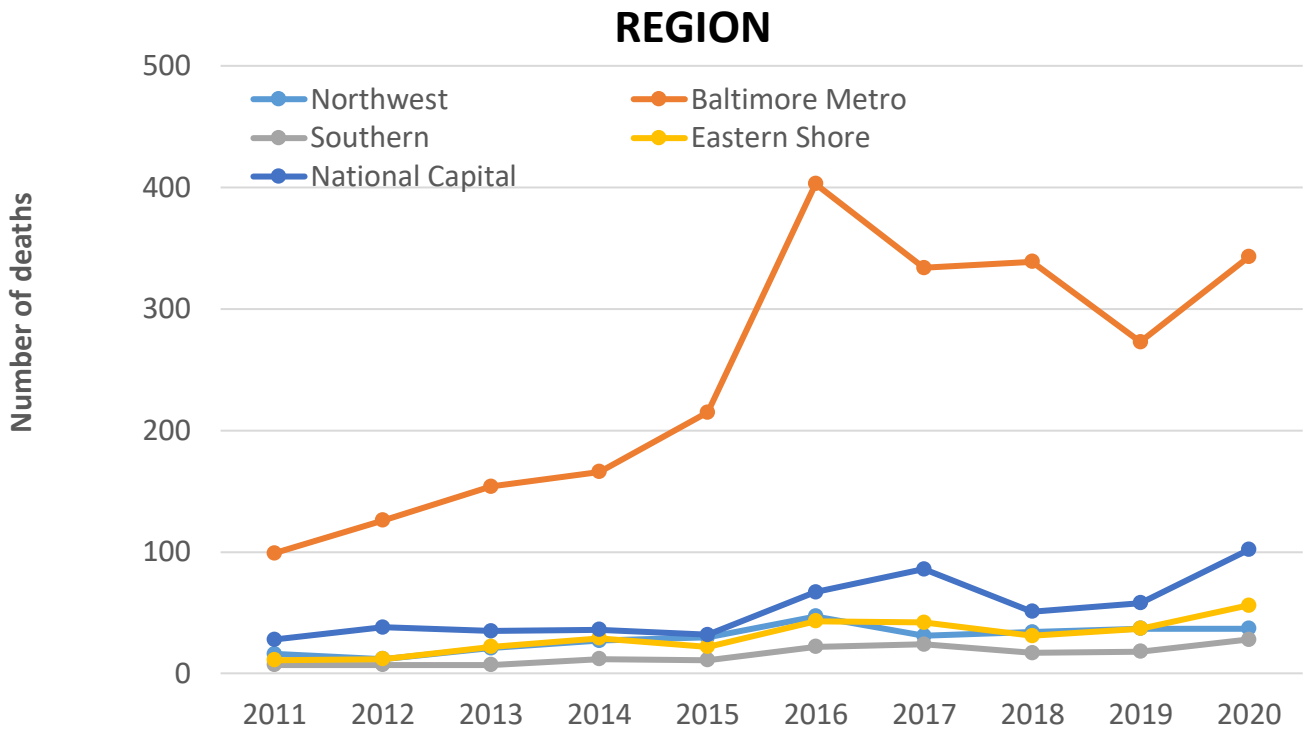 REGION
Number of deaths
500
400
300
200
100
0
Northwest
Baltimore Metro
Southern
Eastern Shore
National Capital
2011 2012 2013 2014 2015 2016 2017 2018 2019 2020